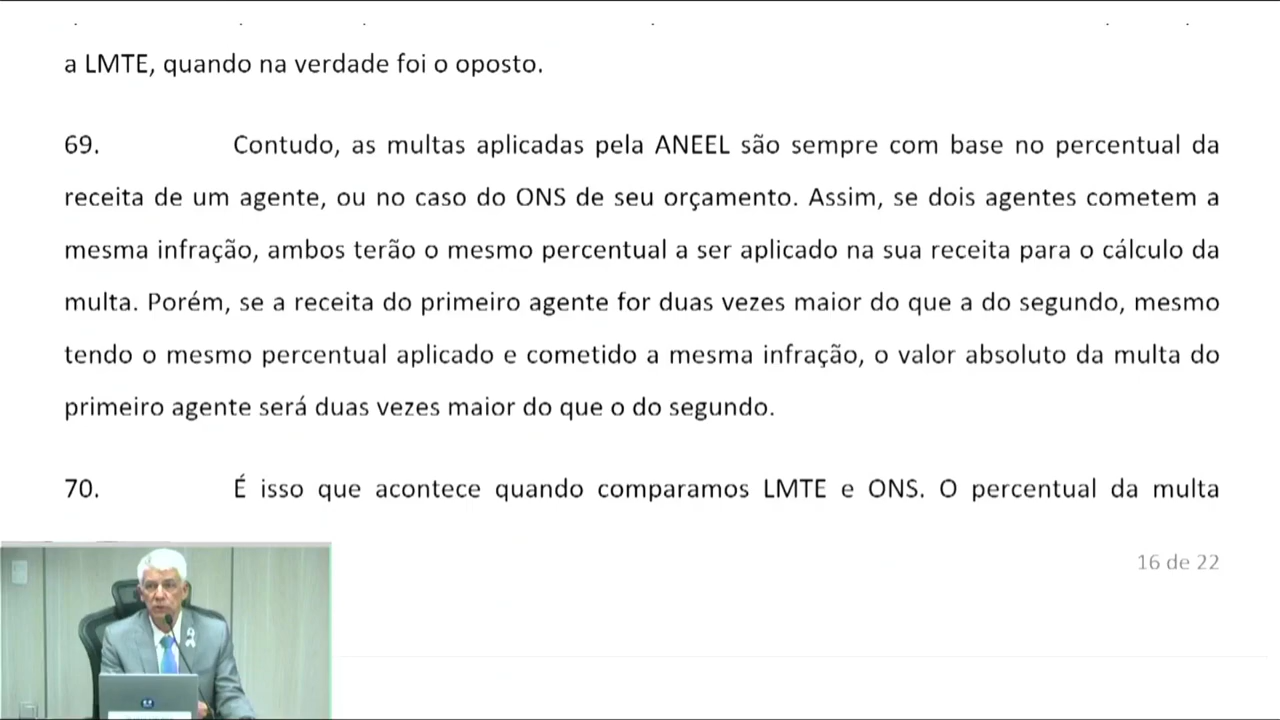 a LMTE, quando na verdade foi o oposto.
69. Contudo, as multas aplicadas pela ANEEL são sempre com base no percentual da
receita de um agente, ou no caso do ONS de seu orçamento. Assim, se dois agentes cometem a
mesma infração, ambos terão o mesmo percentual a ser aplicado na sua receita para o cálculo da
multa. Porém, se a receita do primeiro agente for duas vezes maior do que a do segundo, mesmo
tendo o mesmo percentual aplicado e cometido a mesma infração, o valor absoluto da multa do
primeiro agente será duas vezes maior do que o do segundo.
70. É isso que acontece quando comparamos LMTE e ONS. O percentual da multa
16 de 22